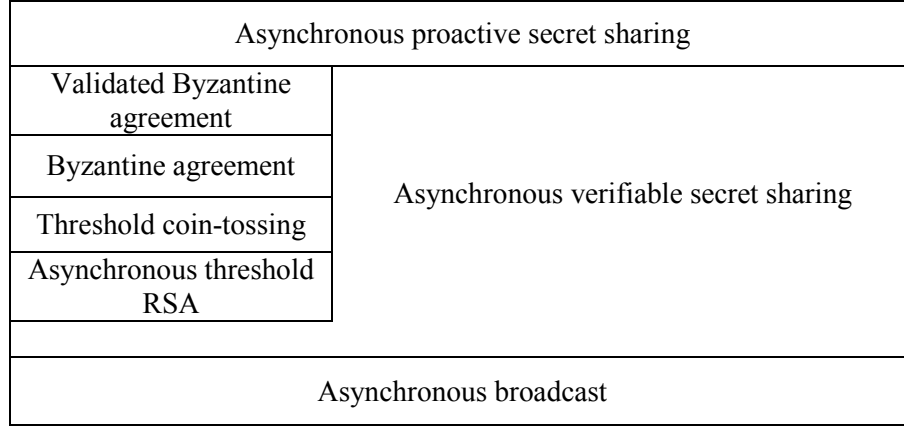 Asynchronous proactive secret sharing
Validated Byzantine
agreement
Byzantine agreement
Threshold coin-tossing
Asynchronous threshold
RSA
Asynchronous verifiable secret sharing
Asynchronous broadcast